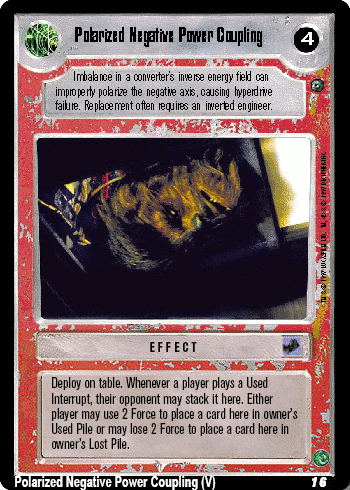 Polarized Negative Power Coupling
4
Imbalance in a converter's inverse energy field can
improperly polarize the negative axis, causing hyperdrive
failure. Replacement often requires an inverted engineer.
EFFECT
Deploy on table. Whenever a player plays a Used
Interrupt, their opponent may stack it here. Either
player may use 2 Force to place a card here in owner's
Used Pile or may lose 2 Force to place a card here in
owner's Lost Pile.
Polarized Negative Power Coupling (V)
16